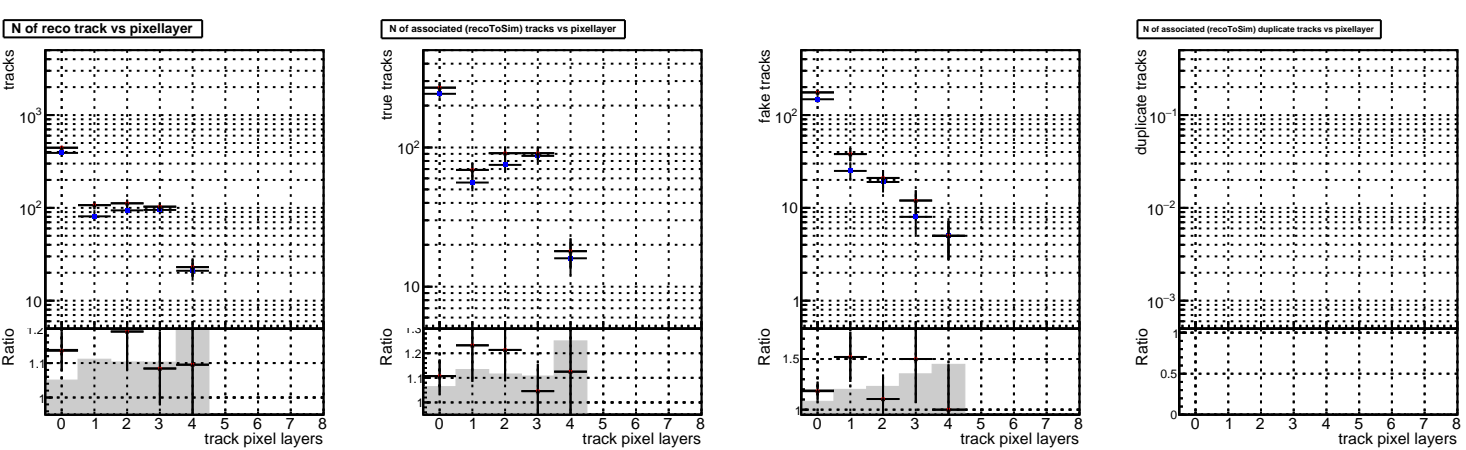 N of reco track vs pixellayer
tracks
10³
10²
10
Ratio
1.2
1.1
1
0 1 2 3 4 5 6 7 8
track pixel layers
N of associated (recoToSim) tracks vs pixellayer
true tracks
10²
10
Ratio
1.3
1.2
1.1
1
0 1 2 3 4 5 6 7 8
track pixel layers
fake tracks
10²
10
1
Ratio
1.5
1
0 1 2 3 4 5 6 7 8
track pixel layers
N of associated (recoToSim) duplicate tracks vs pixellayer
duplicate tracks
10⁻¹
10⁻²
10⁻³
Ratio
1
0.5
0
0 1 2 3 4 5 6 7 8
track pixel layers